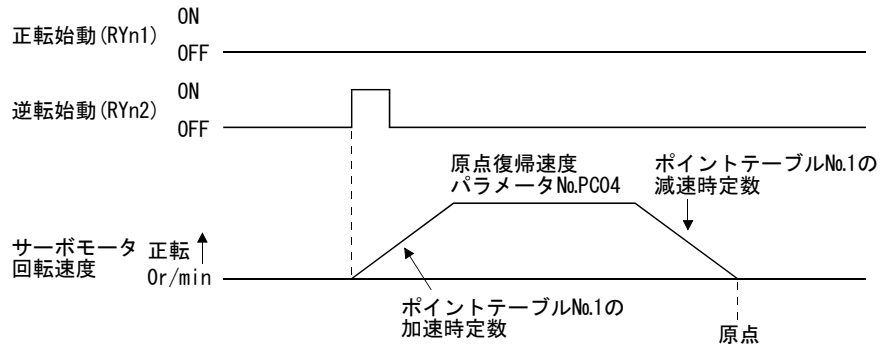 正転始動(RYn1)
ON
OFF
逆転始動(RYn2)
ON
OFF
原点復帰速度
パラメータNo.PC04
ポイントテーブルNo.1の
減速時定数
サーボモータ
回転速度
正転
0r/min
ポイントテーブルNo.1の
加速時定数
原点